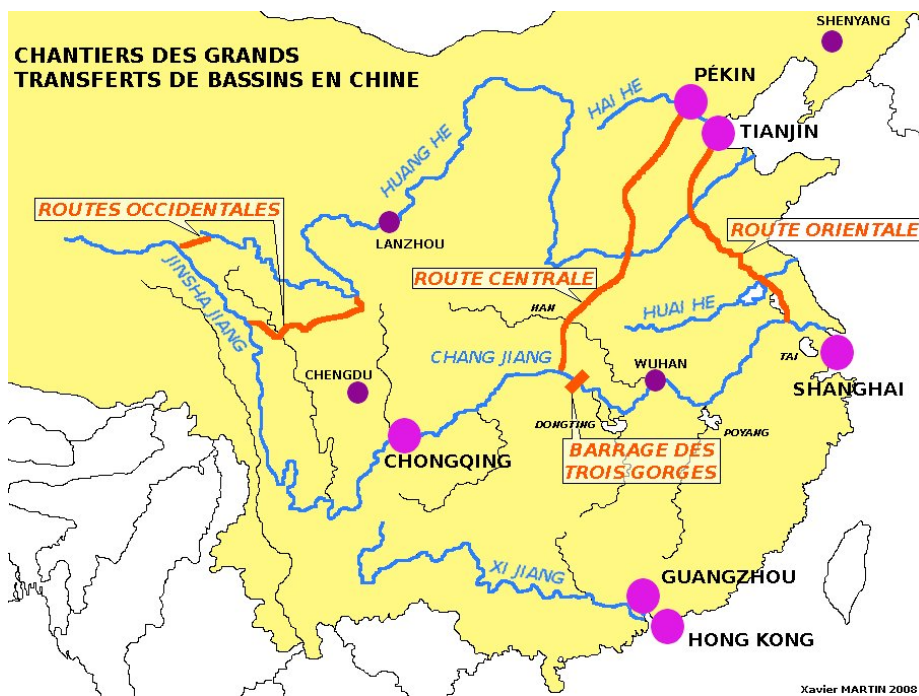 SHENYANG
CHANTIERS DES GRANDS
TRANSFERTS DE BASSINS EN CHINE
PÉKIN
HAI HE
TIANJIN
HUANG HE
ROUTES OCCIDENTALES
LANZHOU
ROUTE ORIENTALE
JINSHA JIANG
ROUTE CENTRALE
HAN
HUAI HE
CHANG JIANG
WUHAN
TAI
CHENGDU
SHANGHAI
DONGTING
POYANG
CHONGQING
BARRAGE DES
TROIS GORGES
XI JIANG
GUANGZHOU
HONG KONG
Xavier MARTIN 2008